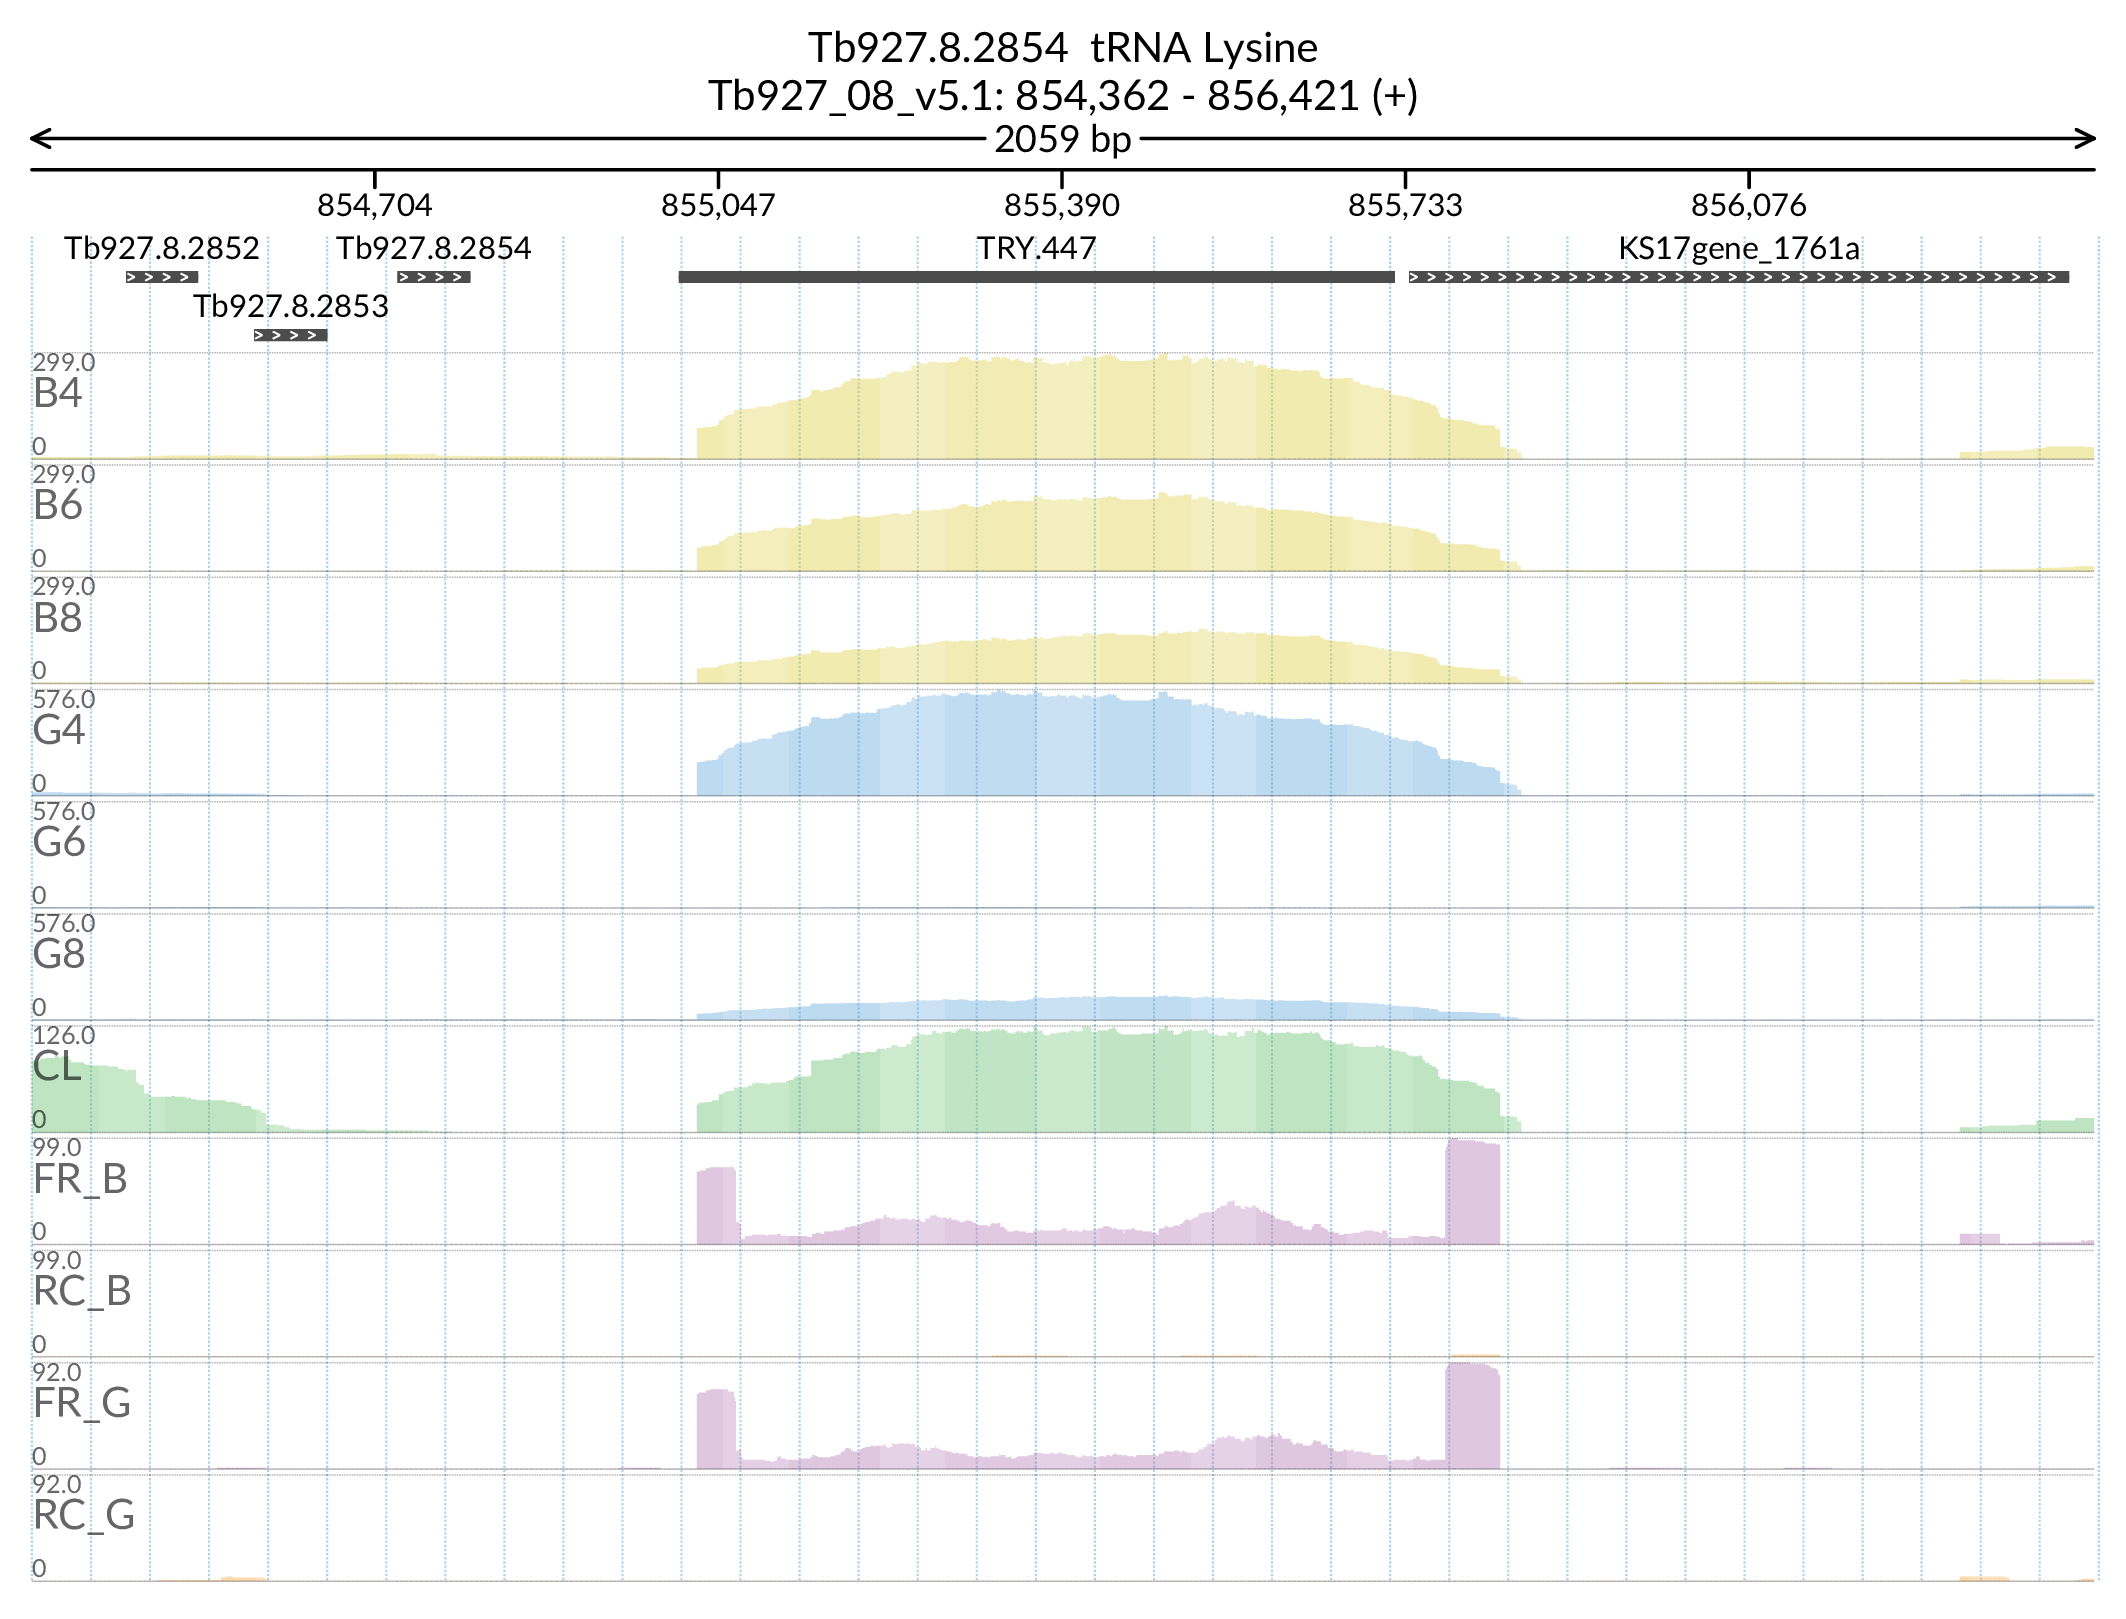 Tb927.8.2854 tRNA Lysine
Tb927_08_v5.1: 854,362 - 856,421 (+)
2059 bp
854,704 855,047 855,390 855,733 856,076
Tb927.8.2852 Tb927.8.2854 TRY.447 KS17gene_1761a
Tb927.8.2853
299.0
B4
0
299.0
B6
0
299.0
B8
0
576.0
G4
0
576.0
G6
0
576.0
G8
0
126.0
CL
0
99.0
FR_B
0
99.0
RC_B
0
92.0
FR_G
0
92.0
RC_G
0